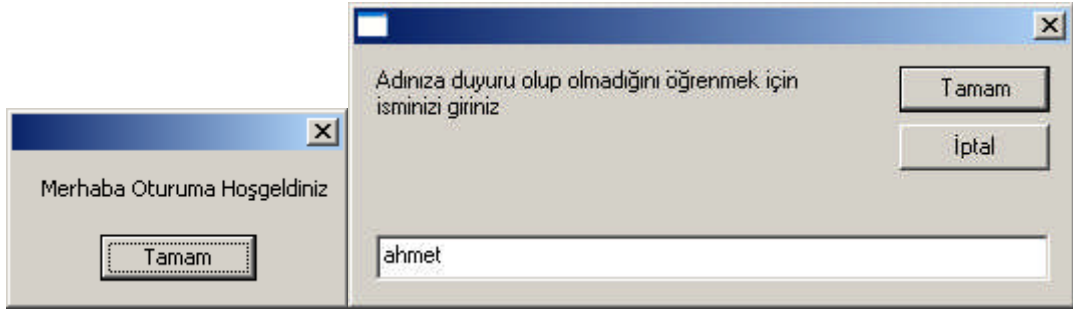 Merhaba Oturuma Hoşgeldiniz
Tamam
Adınıza duyuru olup olmadığını öğrenmek için
isminizi giriniz
Tamam
İptal
ahmet